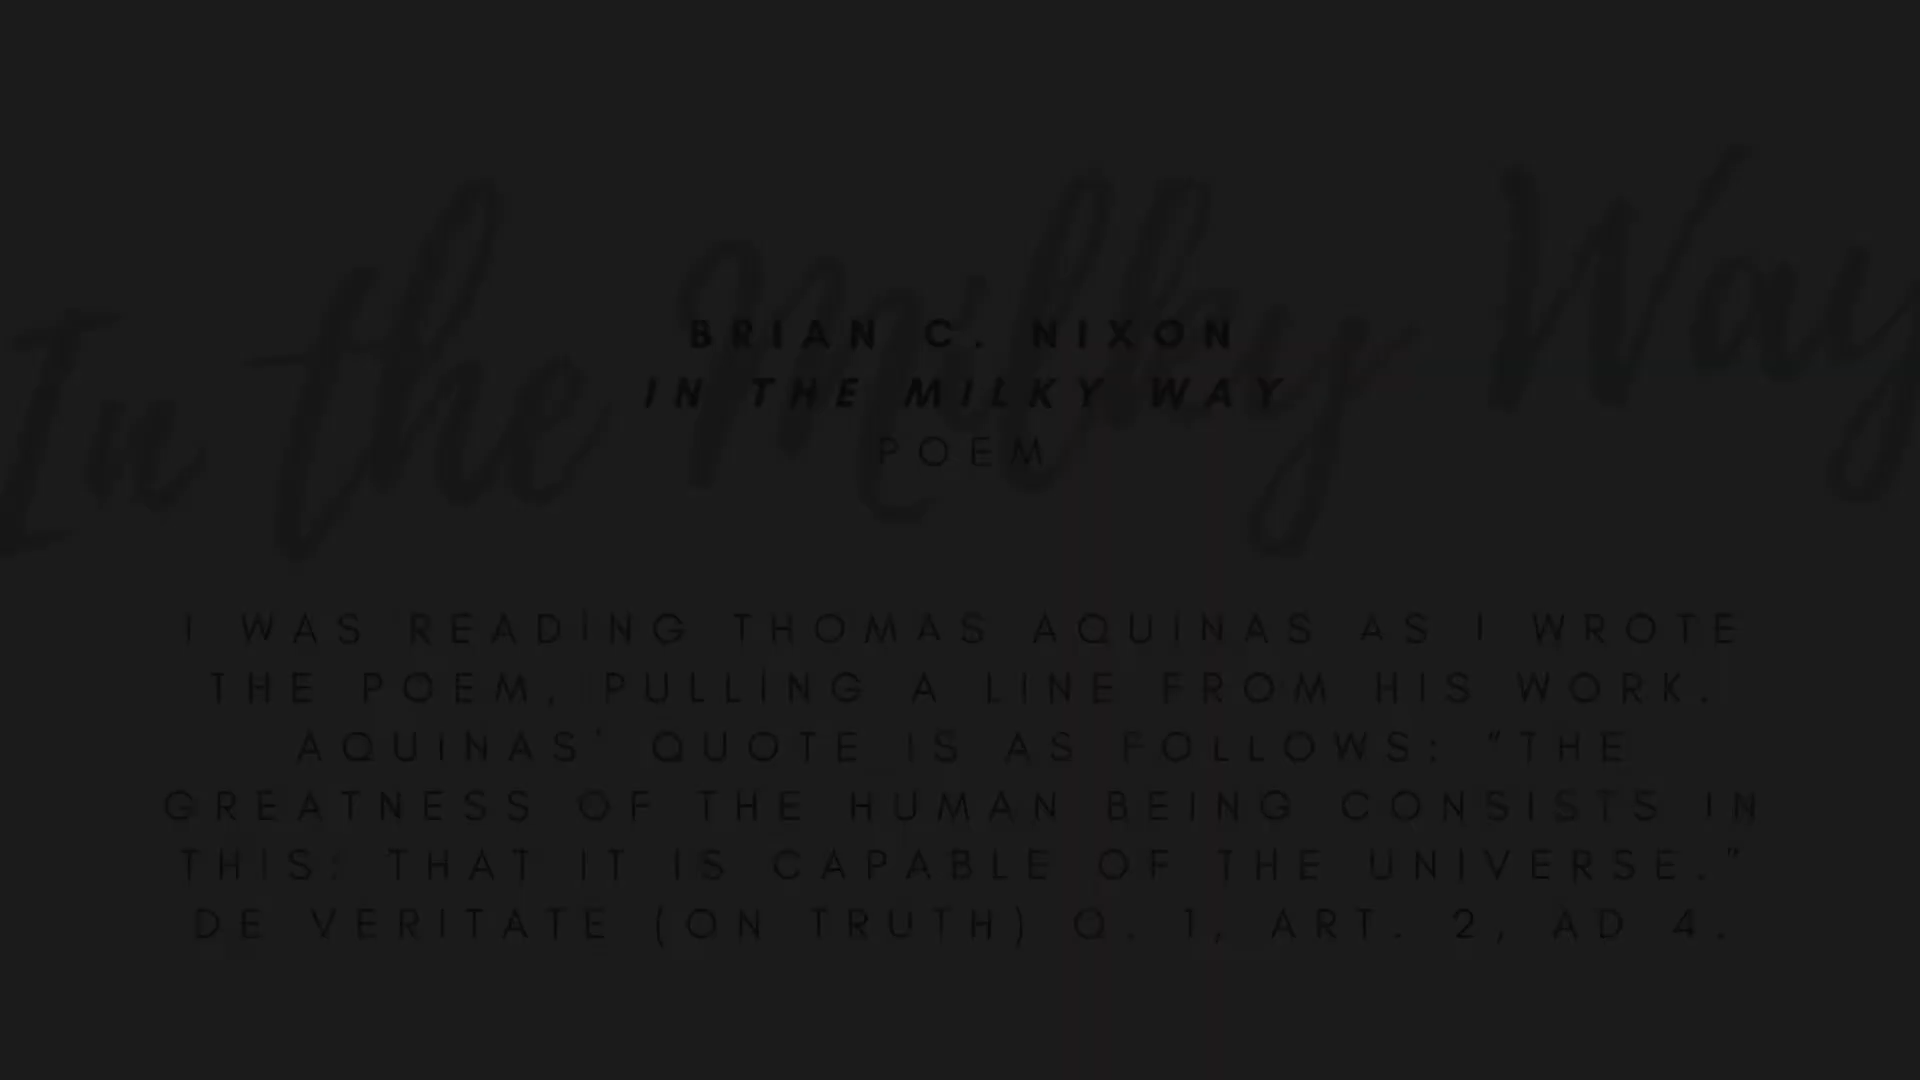 In the Milky Way
BRIAN C. NIXON
IN THE MILKY WAY
POEM
I WAS READING THOMAS AQUINAS AS I WROTE
THE POEM, PULLING A LINE FROM HIS WORK.
AQUINAS' QUOTE IS AS FOLLOWS: "THE
GREATNESS OF THE HUMAN BEING CONSISTS IN
THIS: THAT IT IS CAPABLE OF THE UNIVERSE."
DE VERITATE (ON TRUTH) Q. 1, ART. 2, AD 4.